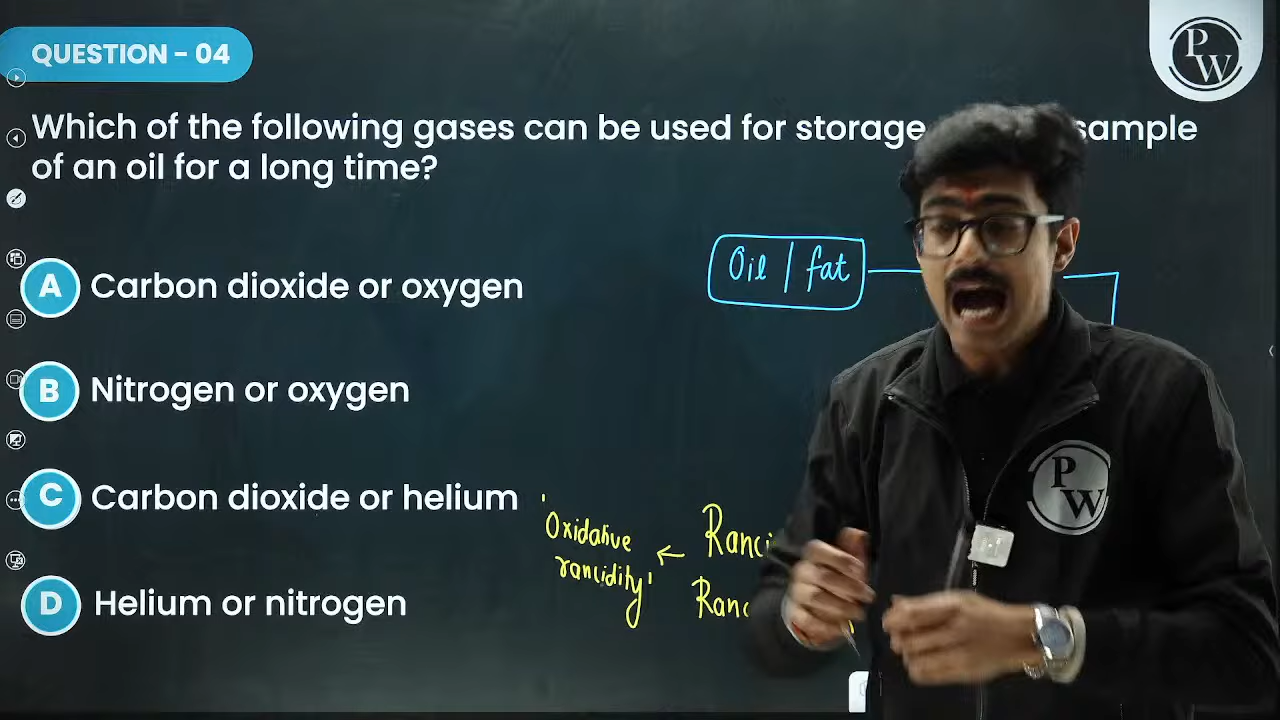 QUESTION - 04
PW
Which of the following gases can be used for storage sample
of an oil for a long time?
Oil | fat
A Carbon dioxide or oxygen
B Nitrogen or oxygen
C Carbon dioxide or helium
D Helium or nitrogen
'Oxidative
rancidity'
PW